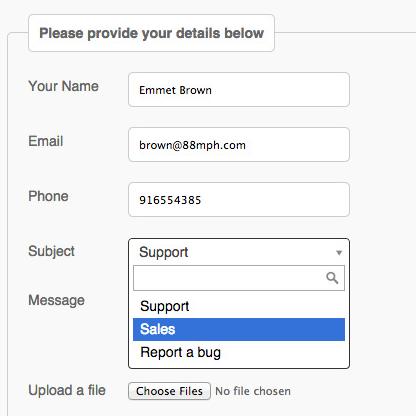 Please provide your details below
Your Name Emmet Brown
Email brown@88mph.com
Phone 916554385
Subject Support
Message
Support
Sales
Report a bug
Upload a file Choose Files No file chosen